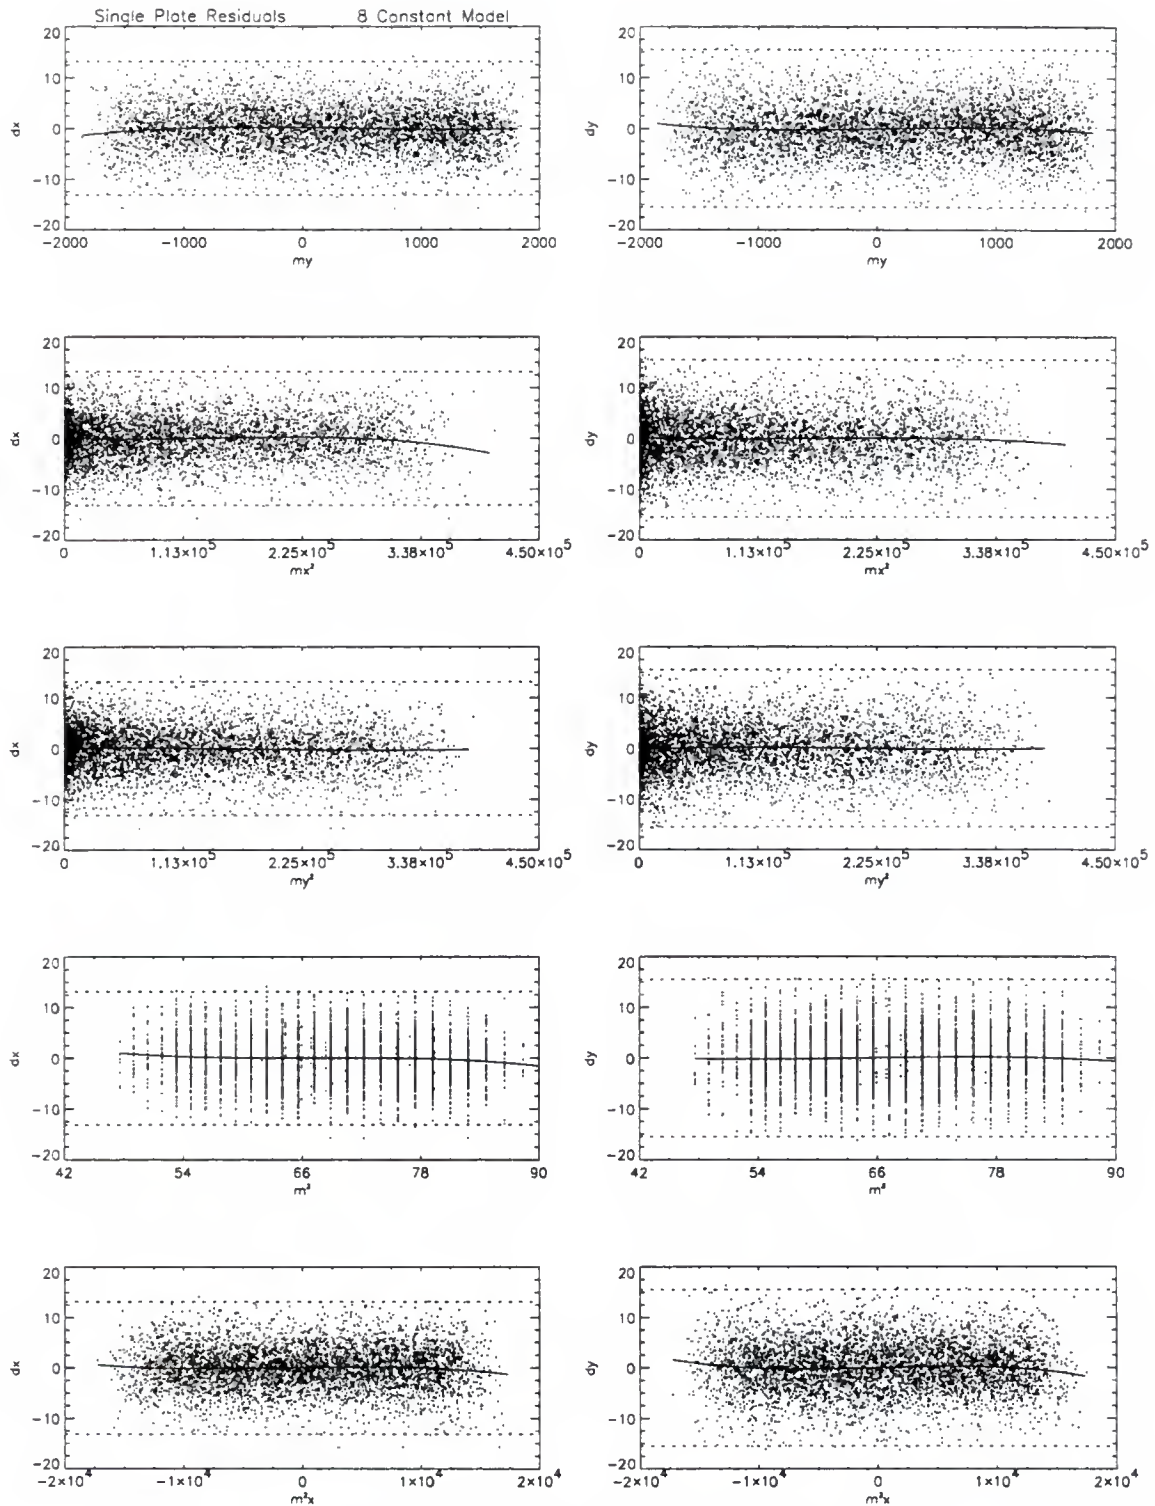 Single Plate Residuals 8 Constant Model
20 20
10 10
dx 0 dy 0
-10 -10
-20 -20
-2000 -1000 0 1000 2000 -2000 -1000 0 1000 2000
my my
20 20
10 10
dx 0 dy 0
-10 -10
-20 -20
0 1.13×10⁵ 2.25×10⁵ 3.38×10⁵ 4.50×10⁵ 0 1.13×10⁵ 2.25×10⁵ 3.38×10⁵ 4.50×10⁵
mx² mx²
20 20
10 10
dx 0 dy 0
-10 -10
-20 -20
0 1.13×10⁵ 2.25×10⁵ 3.38×10⁵ 4.50×10⁵ 0 1.13×10⁵ 2.25×10⁵ 3.38×10⁵ 4.50×10⁵
my² my²
20 20
10 10
dx 0 dy 0
-10 -10
-20 -20
42 54 66 78 90 42 54 66 78 90
m² m²
20 20
10 10
dx 0 dy 0
-10 -10
-20 -20
-2×10⁴ -1×10⁴ 0 1×10⁴ 2×10⁴ -2×10⁴ -1×10⁴ 0 1×10⁴ 2×10⁴
m²x m²x